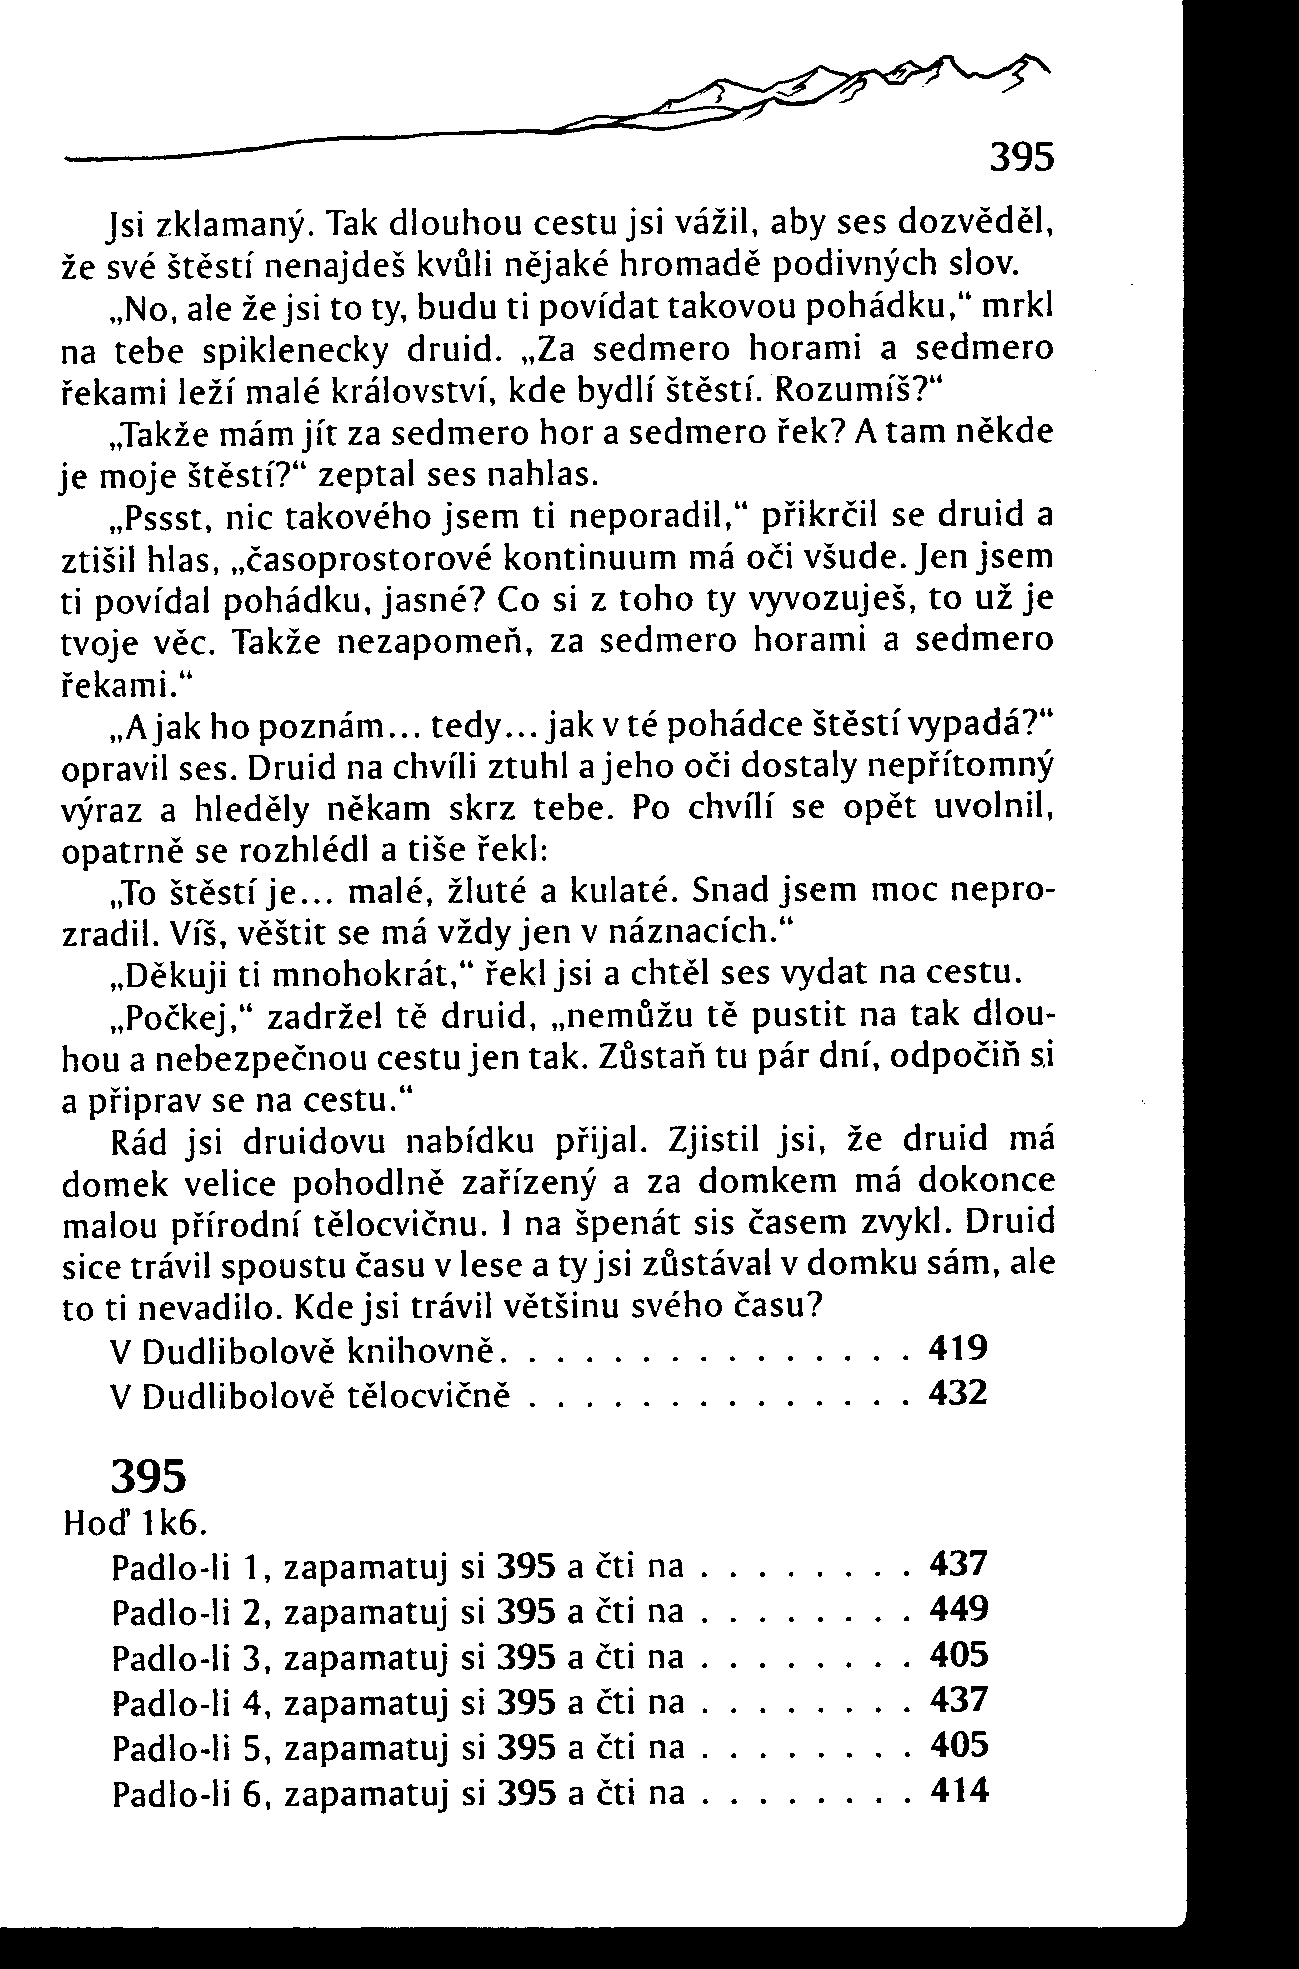 395
Jsi zklamaný. Tak dlouhou cestu jsi vážil, aby ses dozvěděl,
že své štěstí nenajdeš kvůli nějaké hromadě podivných slov.
„No, ale že jsi to ty, budu ti povídat takovou pohádku,“ mrkl
na tebe spiklenecky druid. „Za sedmero horami a sedmero
řekami leží malé království, kde bydlí štěstí. Rozumíš?“
„Takže mám jít za sedmero hor a sedmero řek? A tam někde
je moje štěstí?“ zeptal ses nahlas.
„Pssst, nic takového jsem ti neporadil,“ přikrčil se druid a
ztišil hlas, „časoprostorové kontinuum má oči všude. Jen jsem
ti povídal pohádku, jasné? Co si z toho ty vyvozuješ, to už je
tvoje věc. Takže nezapomeň, za sedmero horami a sedmero
řekami.“
„A jak ho poznám... tedy... jak v té pohádce štěstí vypadá?“
opravil ses. Druid na chvíli ztuhl a jeho oči dostaly nepřítomný
výraz a hleděly někam skrz tebe. Po chvílí se opět uvolnil,
opatrně se rozhlédl a tiše řekl:
„To štěstí je... malé, žluté a kulaté. Snad jsem moc nepro-
zradil. Víš, věštit se má vždy jen v náznacích.“
„Děkuji ti mnohokrát,“ řekl jsi a chtěl ses vydat na cestu.
„Počkej,“ zadržel tě druid, „nemůžu tě pustit na tak dlou-
hou a nebezpečnou cestu jen tak. Zůstaň tu pár dní, odpočiň si
a připrav se na cestu.“
Rád jsi druidovu nabídku přijal. Zjistil jsi, že druid má
domek velice pohodlně zařízený a za domkem má dokonce
malou přírodní tělocvičnu. I na špenát sis časem zvykl. Druid
sice trávil spoustu času v lese a ty jsi zůstával v domku sám, ale
to ti nevadilo. Kde jsi trávil většinu svého času?
V Dudlibolově knihovně. . . . . . . . . . . . . . . 419
V Dudlibolově tělocvičně . . . . . . . . . . . . . . 432
395
Hoď 1k6.
Padlo-li 1, zapamatuj si 395 a čti na . . . . . . . . 437
Padlo-li 2, zapamatuj si 395 a čti na . . . . . . . . 449
Padlo-li 3, zapamatuj si 395 a čti na . . . . . . . . 405
Padlo-li 4, zapamatuj si 395 a čti na . . . . . . . . 437
Padlo-li 5, zapamatuj si 395 a čti na . . . . . . . . 405
Padlo-li 6, zapamatuj si 395 a čti na . . . . . . . . 414